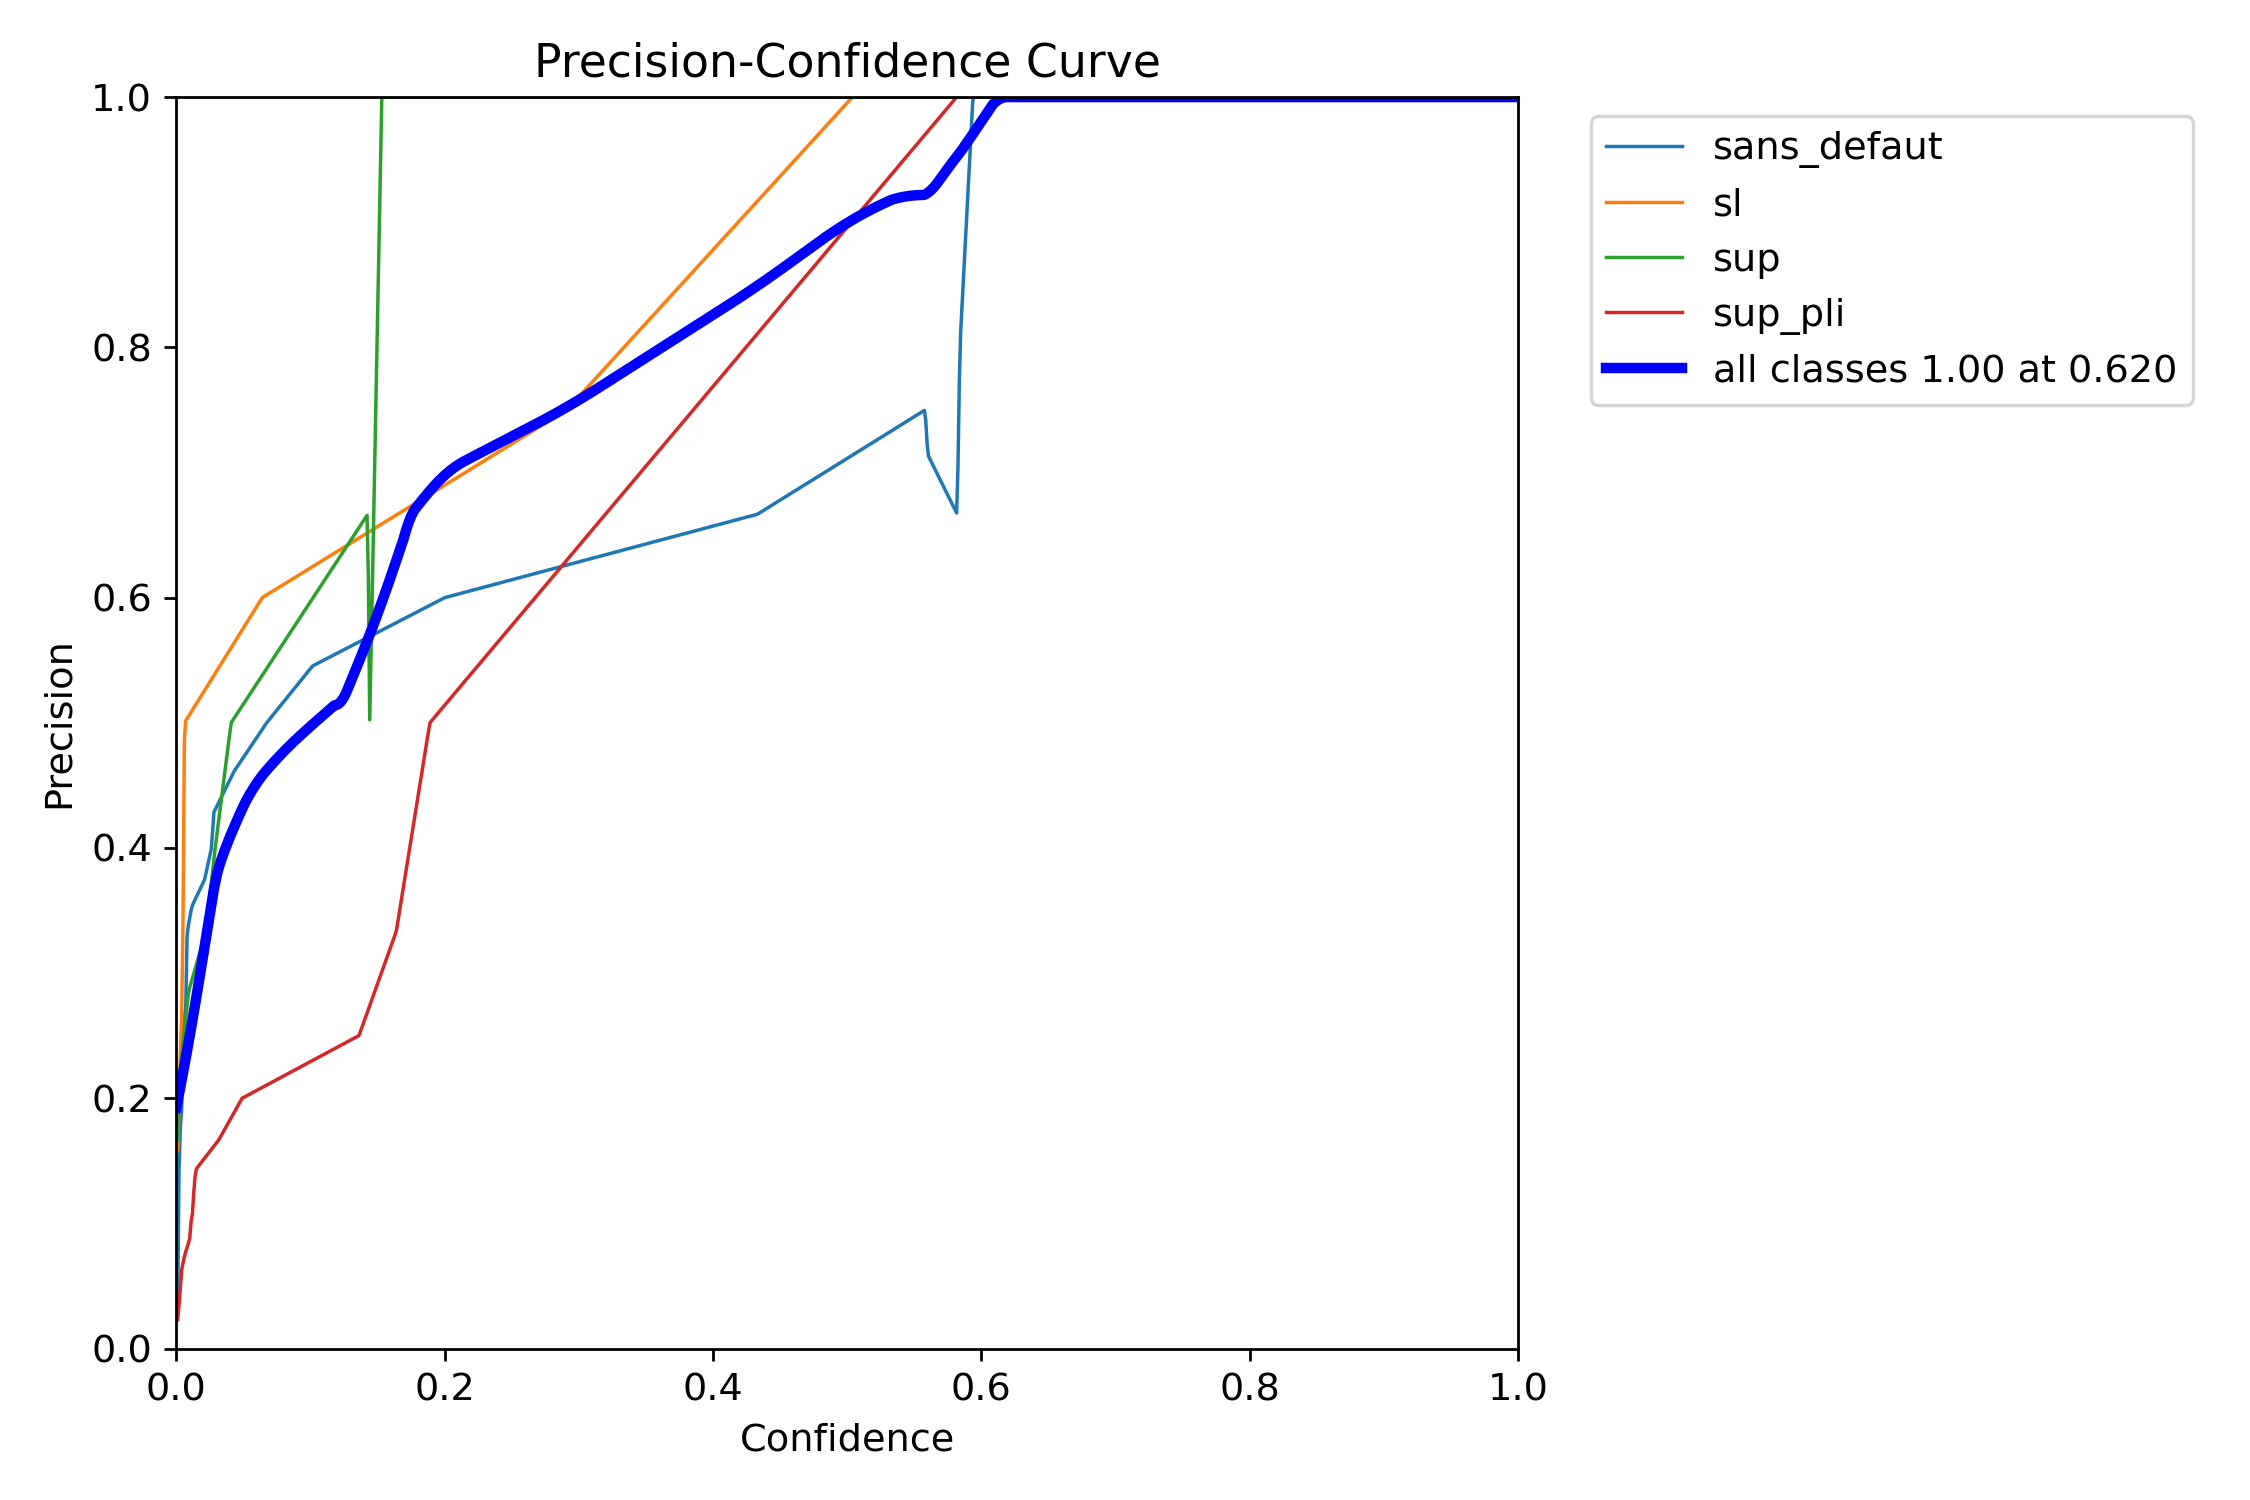 Precision-Confidence Curve
1.0
0.8
0.6
0.4
0.2
0.0
Precision
0.0 0.2 0.4 0.6 0.8 1.0
Confidence
sans_defaut
sl
sup
sup_pli
all classes 1.00 at 0.620